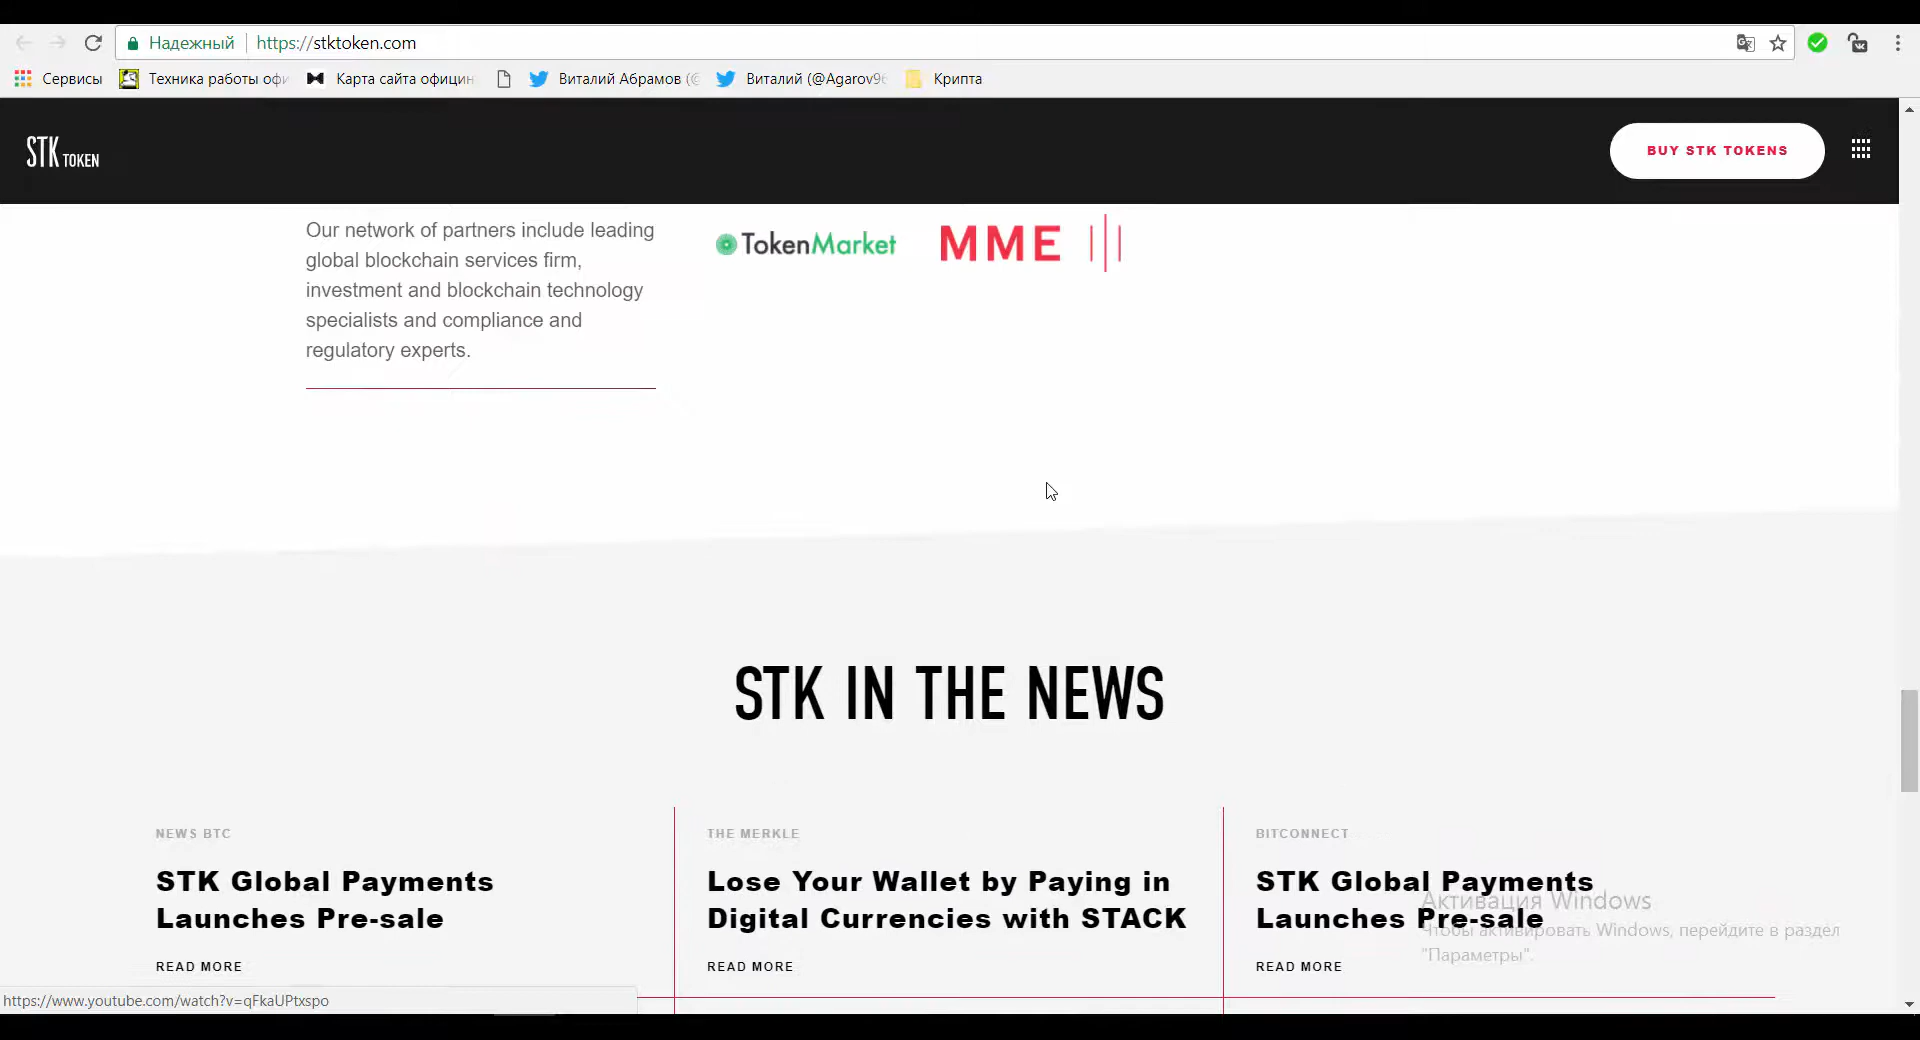 Надежный https://stktoken.com
Сервисы Техника работы офи Карта сайта официн Виталий Абрамов (@ Виталий (@Agarov96 Крипта
STK TOKEN
BUY STK TOKENS
Our network of partners include leading
global blockchain services firm,
investment and blockchain technology
specialists and compliance and
regulatory experts.
TokenMarket
MME
STK IN THE NEWS
NEWS BTC
STK Global Payments
Launches Pre-sale
READ MORE
THE MERKLE
Lose Your Wallet by Paying in
Digital Currencies with STACK
READ MORE
BITCONNECT
STK Global Payments
Launches Pre-sale
READ MORE
Активация Windows
Чтобы активировать Windows, перейдите в раздел
"Параметры".
https://www.youtube.com/watch?v=qFkaUPtxspo